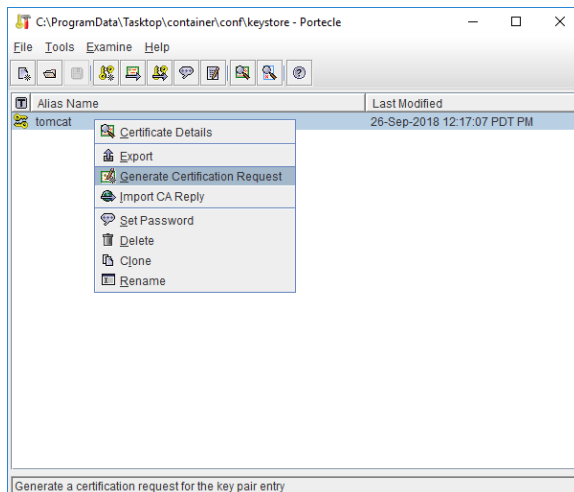 C:\ProgramData\Tasktop\container\conf\keystore - Portecle
File Tools Examine Help
T Alias Name Last Modified
tomcat 26-Sep-2018 12:17:07 PDT PM
Certificate Details
Export
Generate Certification Request
Import CA Reply
Set Password
Delete
Clone
Rename
Generate a certification request for the key pair entry